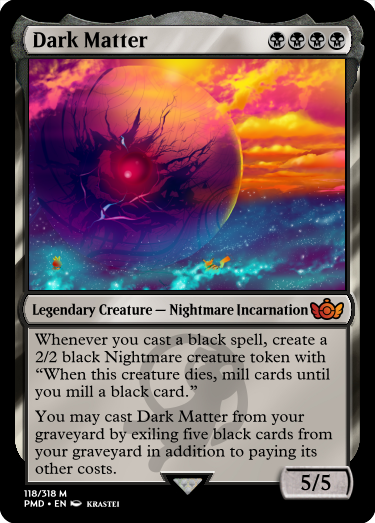 Dark Matter
Legendary Creature — Nightmare Incarnation
Whenever you cast a black spell, create a
2/2 black Nightmare creature token with
“When this creature dies, mill cards until
you mill a black card.”
You may cast Dark Matter from your
graveyard by exiling five black cards from
your graveyard in addition to paying its
other costs.
5/5
118/318 M
PMD • EN KRASTEI